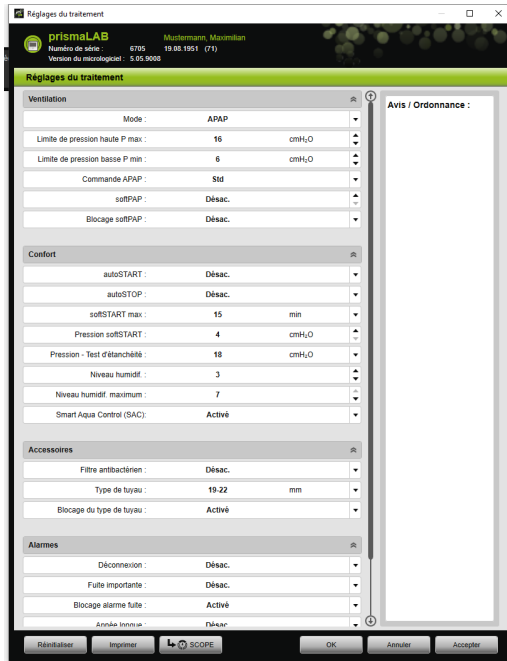 Réglages du traitement
prismaLAB
Mustermann, Maximilian
Numéro de série : 6705 19.08.1951 (71)
Version du micrologiciel : 5.05.9008
Réglages du traitement
Ventilation
Avis / Ordonnance :
Mode : APAP
Limite de pression haute P max : 16 cmH₂O
Limite de pression basse P min : 6 cmH₂O
Commande APAP : Std
softPAP : Désac.
Blocage softPAP : Désac.
Confort
autoSTART : Désac.
autoSTOP : Désac.
softSTART max : 15 min
Pression softSTART : 4 cmH₂O
Pression - Test d'étanchéité : 18 cmH₂O
Niveau humidif. : 3
Niveau humidif. maximum : 7
Smart Aqua Control (SAC): Activé
Accessoires
Filtre antibactérien : Désac.
Type de tuyau : 19-22 mm
Blocage du type de tuyau : Activé
Alarmes
Déconnexion : Désac.
Fuite importante : Désac.
Blocage alarme fuite : Activé
Apnée longue : Désac.
Réinitialiser Imprimer SCOPE OK Annuler Accepter